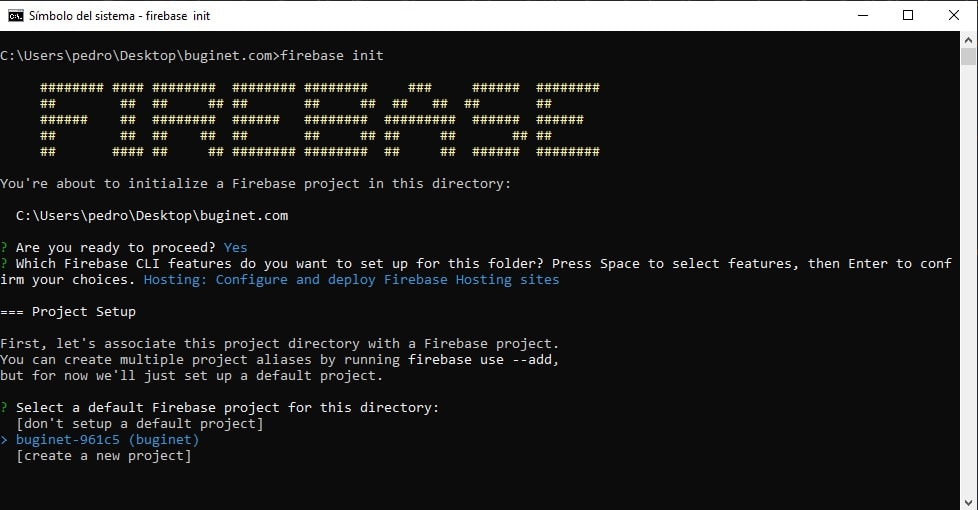 Símbolo del sistema - firebase init
C:\Users\pedro\Desktop\buginet.com>firebase init
FIREBASE
You're about to initialize a Firebase project in this directory:
C:\Users\pedro\Desktop\buginet.com
? Are you ready to proceed? Yes
? Which Firebase CLI features do you want to set up for this folder? Press Space to select features, then Enter to conf
irm your choices. Hosting: Configure and deploy Firebase Hosting sites
=== Project Setup
First, let's associate this project directory with a Firebase project.
You can create multiple project aliases by running firebase use --add,
but for now we'll just set up a default project.
? Select a default Firebase project for this directory:
[don't setup a default project]
> buginet-961c5 (buginet)
[create a new project]